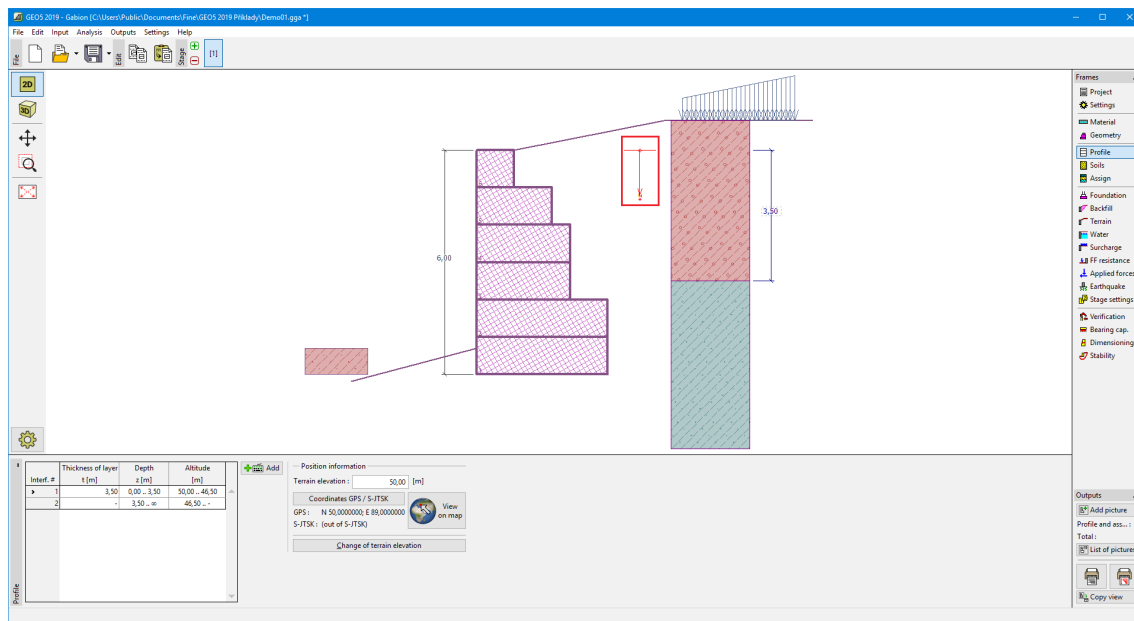 GEO5 2019 - Gabion [C:\Users\Public\Documents\Fine\GEO5 2019 Příklady\Demo01.gga *]
File Edit Input Analysis Outputs Settings Help
File
Edit
Stage
[1]
2D
3D
6,00
3,50
Frames
Project
Settings
Material
Geometry
Profile
Soils
Assign
Foundation
Backfill
Terrain
Water
Surcharge
FF resistance
Applied forces
Earthquake
Stage settings
Verification
Bearing cap.
Dimensioning
Stability
Profile
Interf. # Thickness of layer t [m] Depth z [m] Altitude [m]
1 3,50 0,00 .. 3,50 50,00 .. 46,50
2 - 3,50 .. ∞ 46,50 .. -
Add
Position information
Terrain elevation : 50,00 [m]
Coordinates GPS / S-JTSK
GPS : N 50,0000000; E 89,0000000
S-JTSK : (out of S-JTSK)
View on map
Change of terrain elevation
Outputs
Add picture
Profile and ass... :
Total :
List of pictures
Copy view